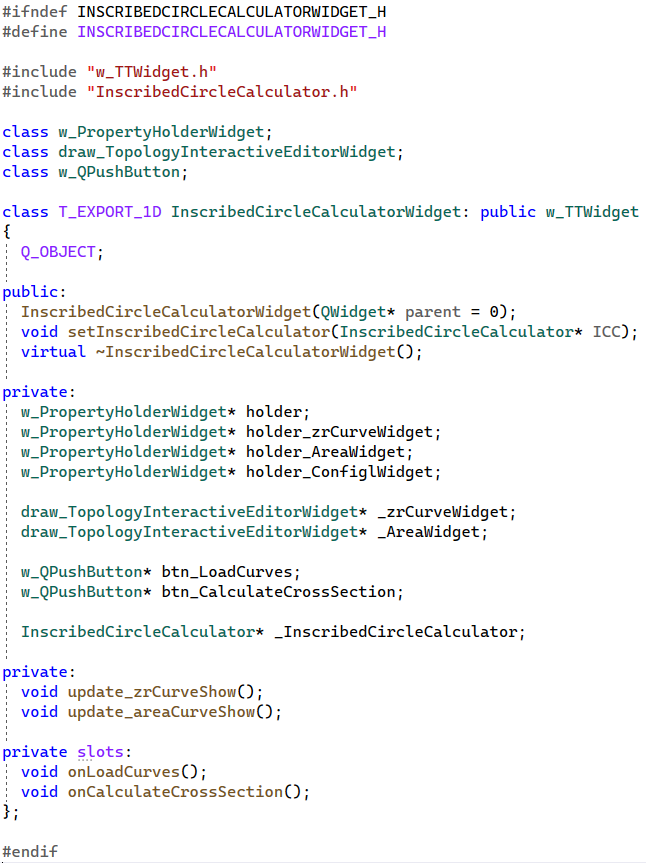 #ifndef INSCRIBEDCIRCLECALCULATORWIDGET_H
#define INSCRIBEDCIRCLECALCULATORWIDGET_H
#include "w_TTWidget.h"
#include "InscribedCircleCalculator.h"
class w_PropertyHolderWidget;
class draw_TopologyInteractiveEditorWidget;
class w_QPushButton;
class T_EXPORT_1D InscribedCircleCalculatorWidget: public w_TTWidget
{
Q_OBJECT;
public:
InscribedCircleCalculatorWidget(QWidget* parent = 0);
void setInscribedCircleCalculator(InscribedCircleCalculator* ICC);
virtual ~InscribedCircleCalculatorWidget();
private:
w_PropertyHolderWidget* holder;
w_PropertyHolderWidget* holder_zrCurveWidget;
w_PropertyHolderWidget* holder_AreaWidget;
w_PropertyHolderWidget* holder_ConfiglWidget;
draw_TopologyInteractiveEditorWidget* _zrCurveWidget;
draw_TopologyInteractiveEditorWidget* _AreaWidget;
w_QPushButton* btn_LoadCurves;
w_QPushButton* btn_CalculateCrossSection;
InscribedCircleCalculator* _InscribedCircleCalculator;
private:
void update_zrCurveShow();
void update_areaCurveShow();
private slots:
void onLoadCurves();
void onCalculateCrossSection();
};
#endif